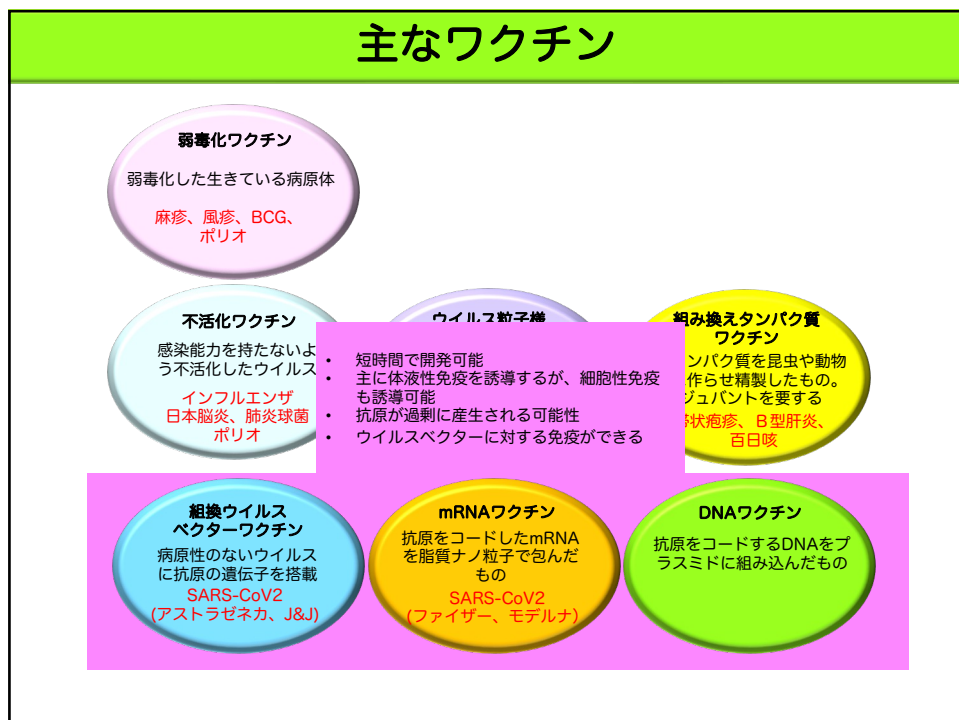 主なワクチン
弱毒化ワクチン
弱毒化した生きている病原体
麻疹、風疹、BCG、
ポリオ
不活化ワクチン
感染能力を持たないよ
う不活化したウイルス
インフルエンザ
日本脳炎、肺炎球菌
ポリオ
ウイルス粒子様
• 短時間で開発可能
• 主に体液性免疫を誘導するが、細胞性免疫
も誘導可能
• 抗原が過剰に産生される可能性
• ウイルスベクターに対する免疫ができる
組み換えタンパク質
ワクチン
ンパク質を昆虫や動物
作らせ精製したもの。
ジュバントを要する
帯状疱疹、B型肝炎、
百日咳
組換ウイルス
ベクターワクチン
病原性のないウイルス
に抗原の遺伝子を搭載
SARS-CoV2
(アストラゼネカ、J&J)
mRNAワクチン
抗原をコードしたmRNA
を脂質ナノ粒子で包んだ
もの
SARS-CoV2
(ファイザー、モデルナ）
DNAワクチン
抗原をコードするDNAをプ
ラスミドに組み込んだもの